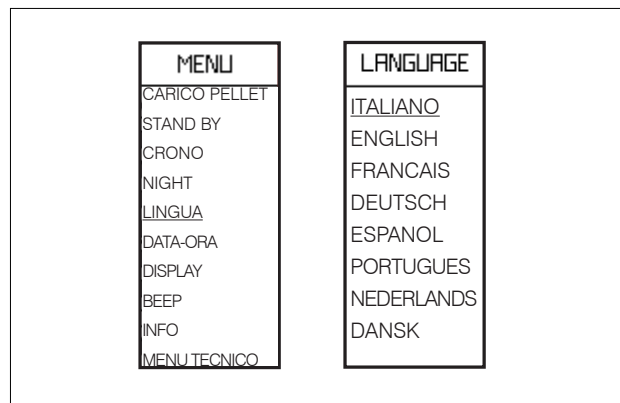 MENU
CARICO PELLET
STAND BY
CRONO
NIGHT
LINGUA
DATA-ORA
DISPLAY
BEEP
INFO
MENU TECNICO
LANGUAGE
ITALIANO
ENGLISH
FRANCAIS
DEUTSCH
ESPANOL
PORTUGUES
NEDERLANDS
DANSK